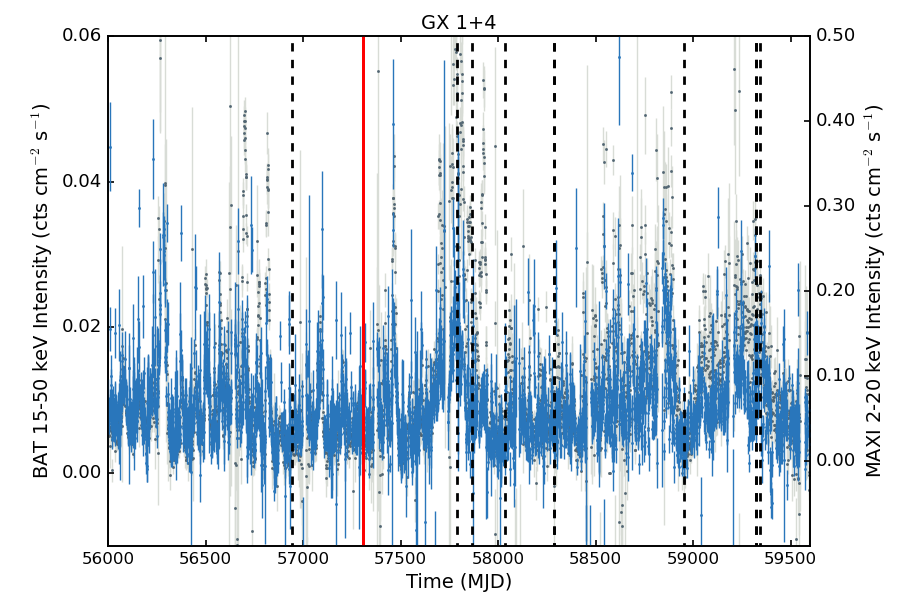 GX 1+4
0.06
0.04
0.02
0.00
BAT 15-50 keV Intensity (cts cm⁻² s⁻¹)
0.50
0.40
0.30
0.20
0.10
0.00
MAXI 2-20 keV Intensity (cts cm⁻² s⁻¹)
56000 56500 57000 57500 58000 58500 59000 59500
Time (MJD)